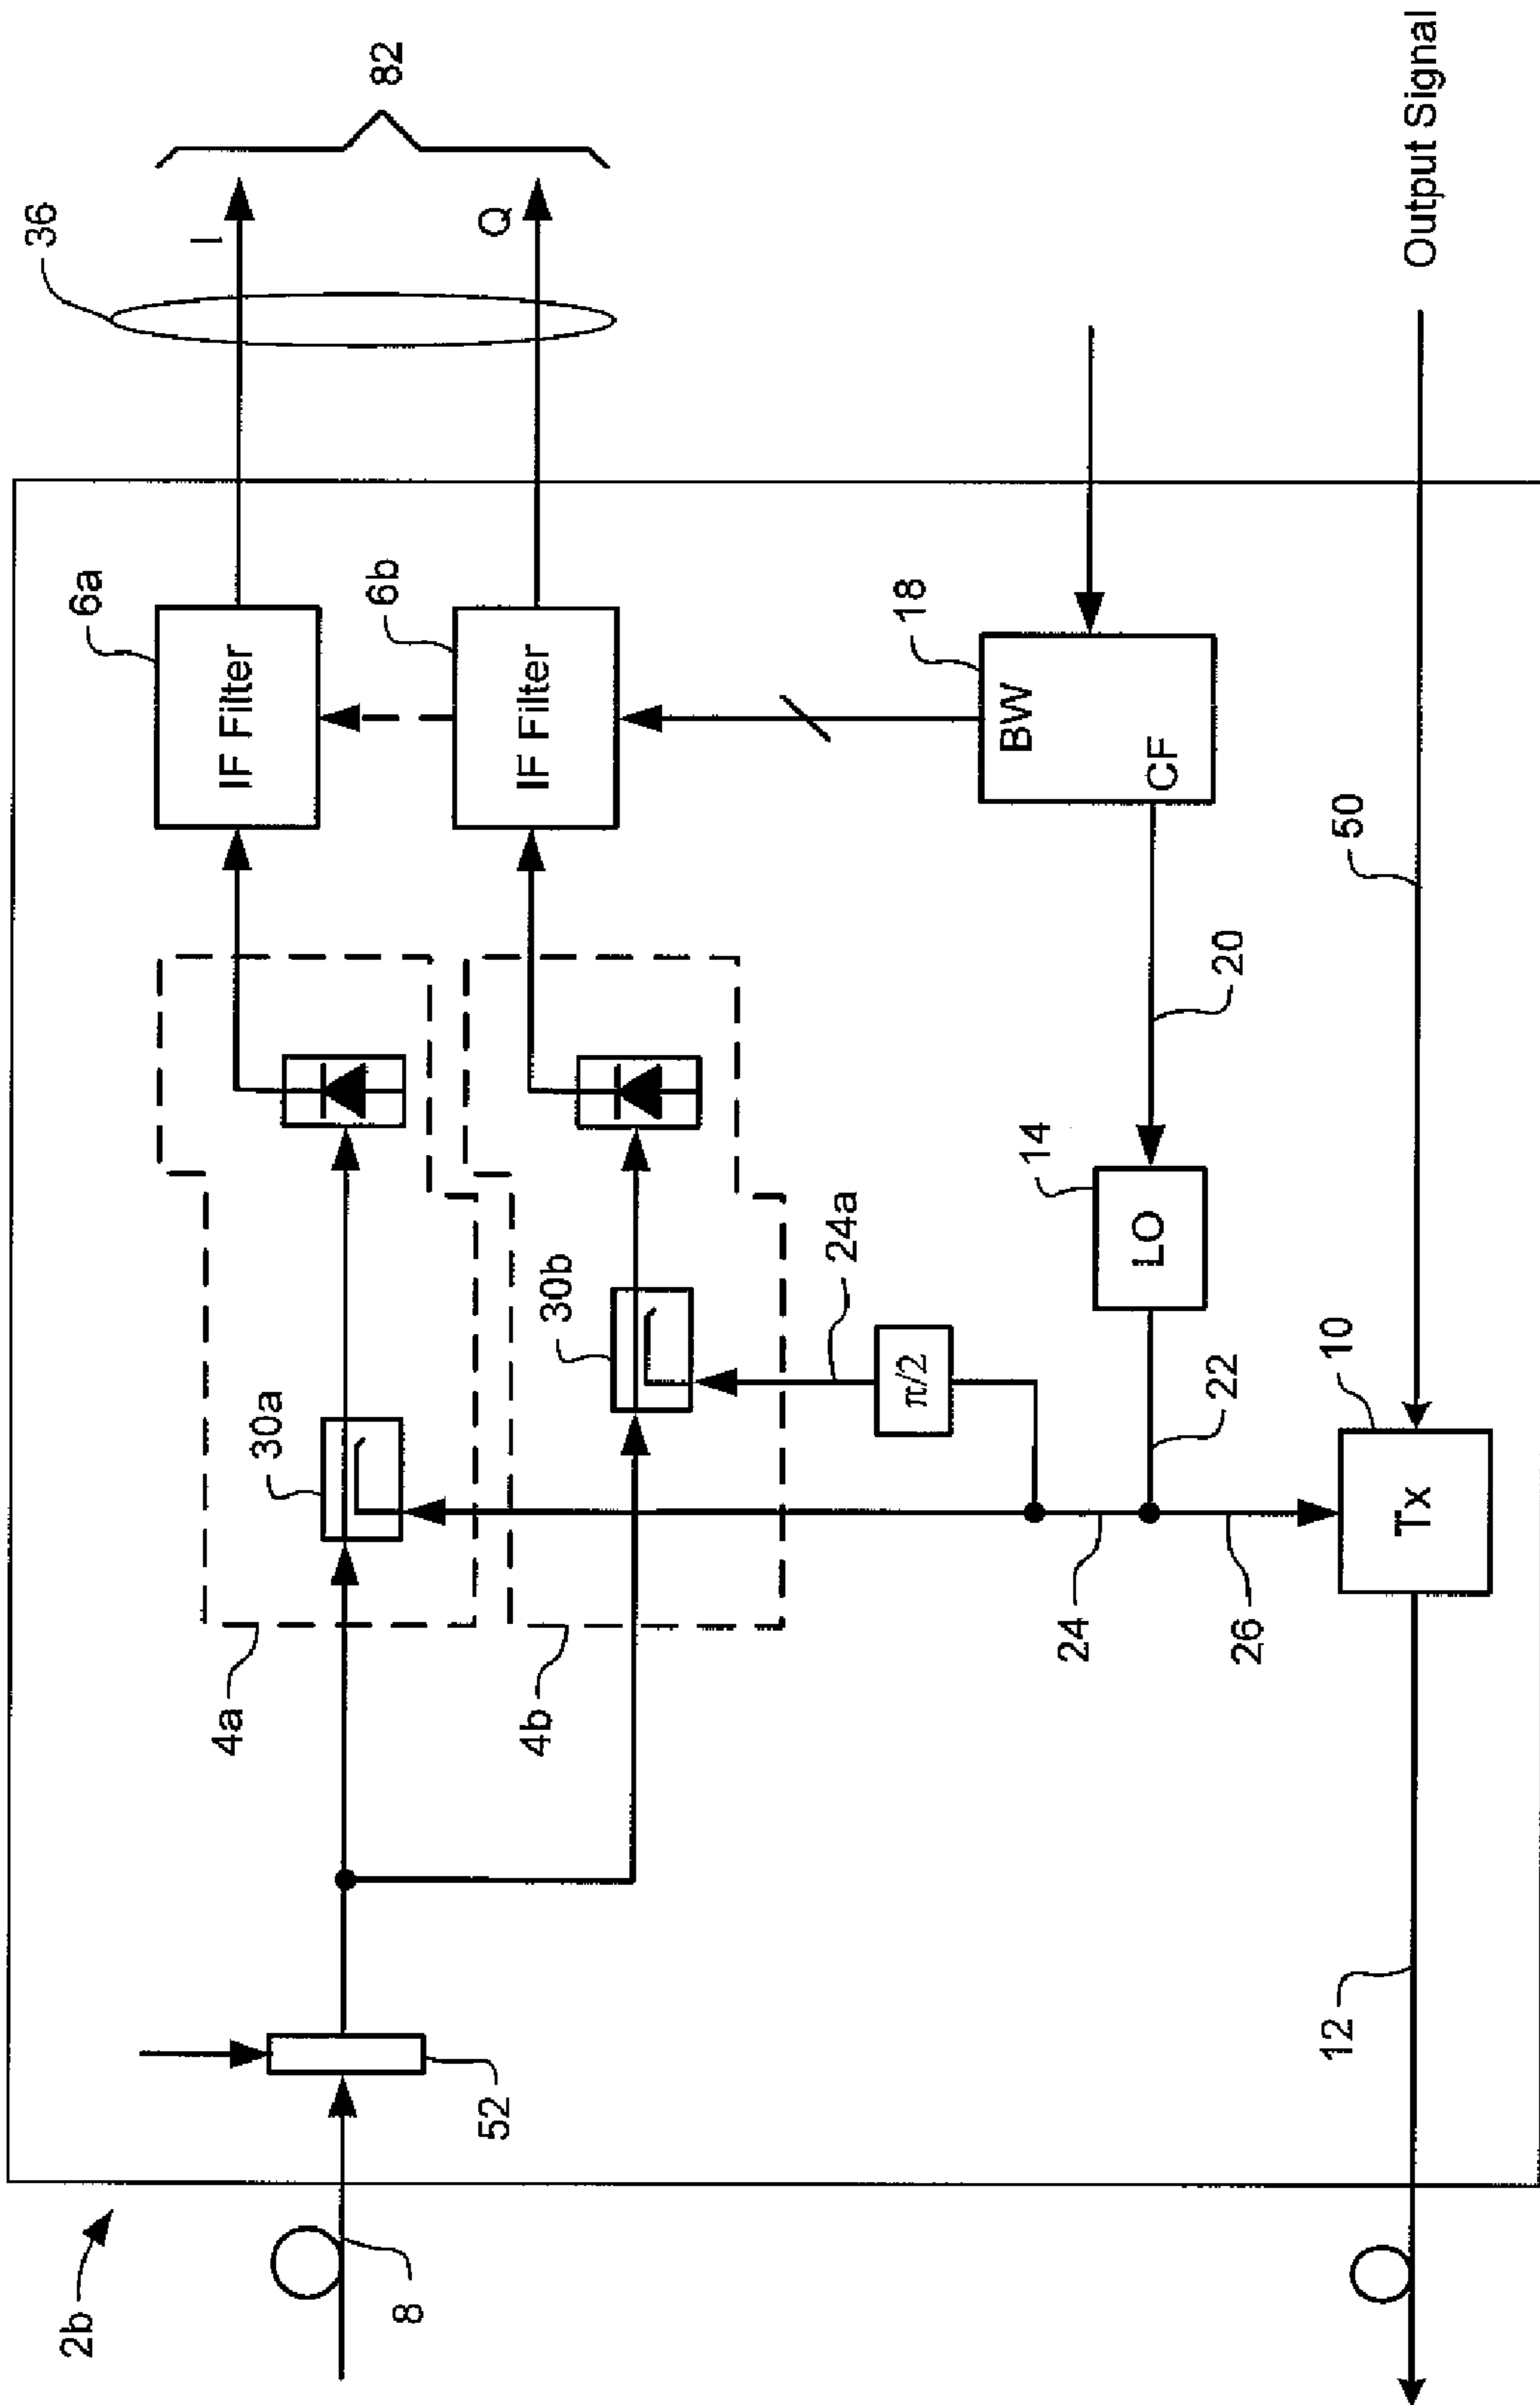 2b
8
52
4a
30a
6a
IF Filter
I
36
82
4b
30b
6b
IF Filter
Q
24a
π/2
18
BW
CF
24
22
14
LO
20
26
10
Tx
12
50
Output Signal